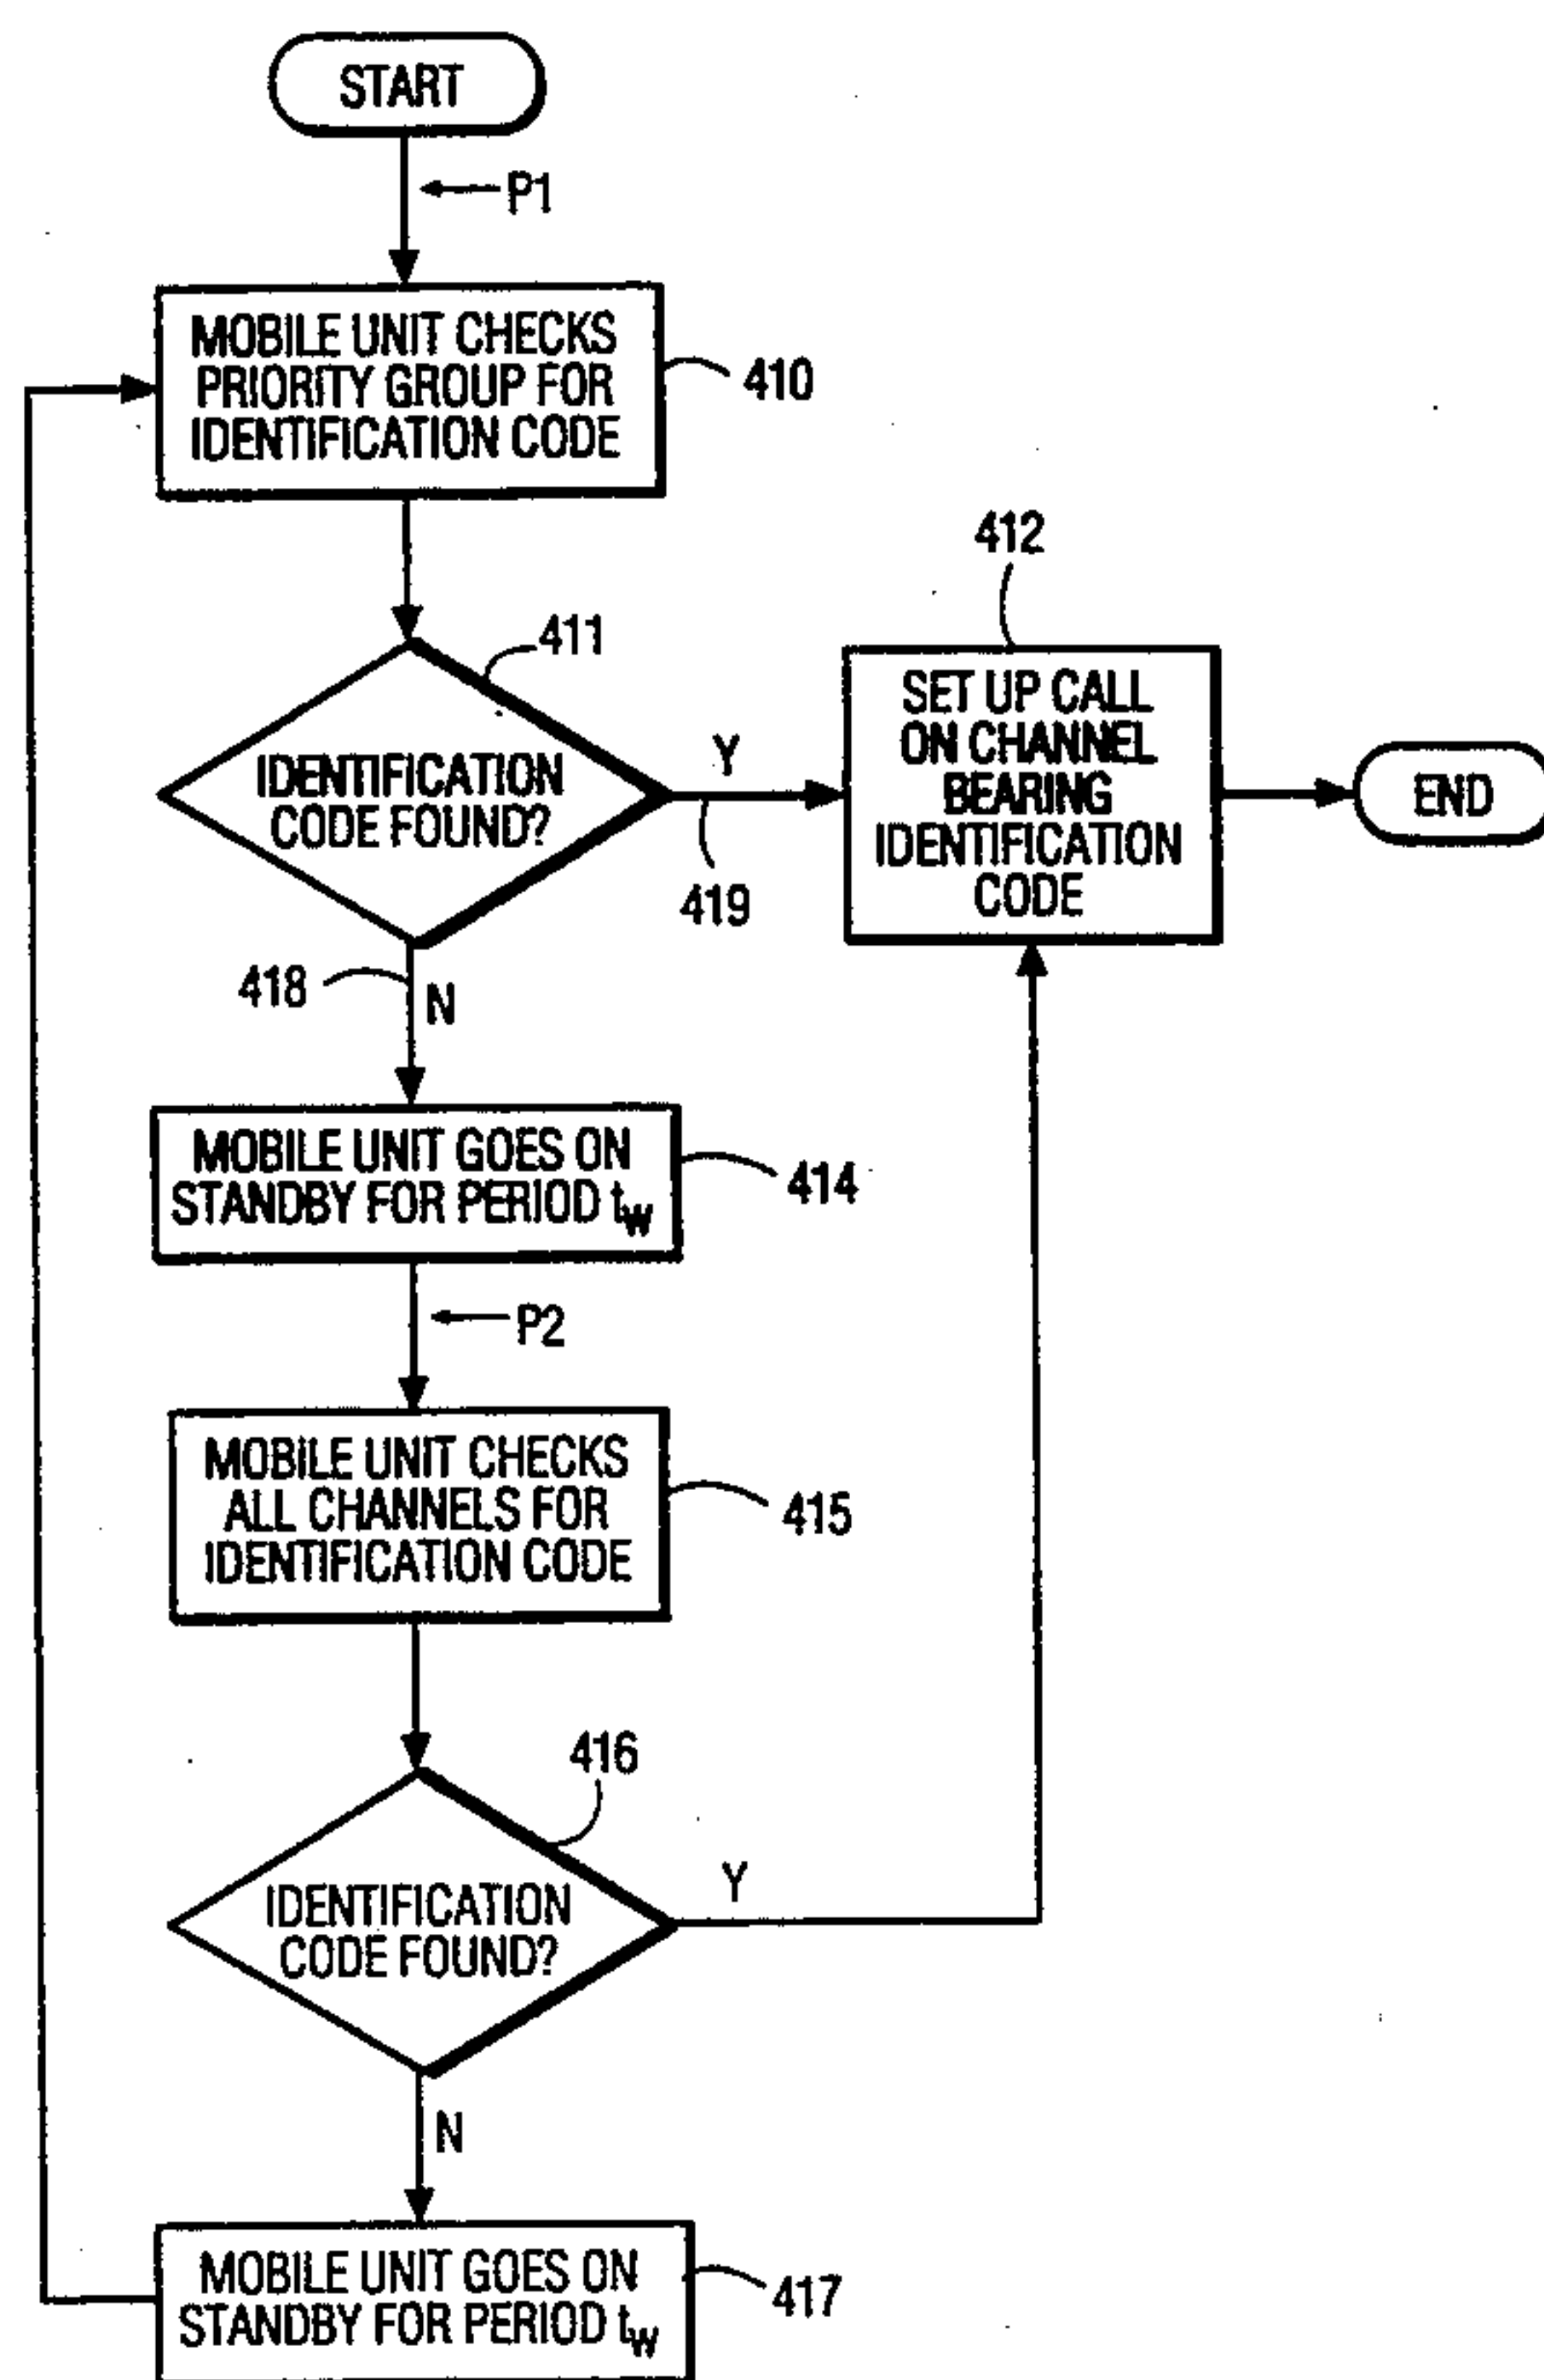 START
P1
MOBILE UNIT CHECKS
PRIORITY GROUP FOR
IDENTIFICATION CODE
410
411
IDENTIFICATION
CODE FOUND?
Y
419
412
SET UP CALL
ON CHANNEL
BEARING
IDENTIFICATION
CODE
END
418
N
MOBILE UNIT GOES ON
STANDBY FOR PERIOD tw
414
P2
MOBILE UNIT CHECKS
ALL CHANNELS FOR
IDENTIFICATION CODE
415
416
IDENTIFICATION
CODE FOUND?
Y
N
MOBILE UNIT GOES ON
STANDBY FOR PERIOD tw
417